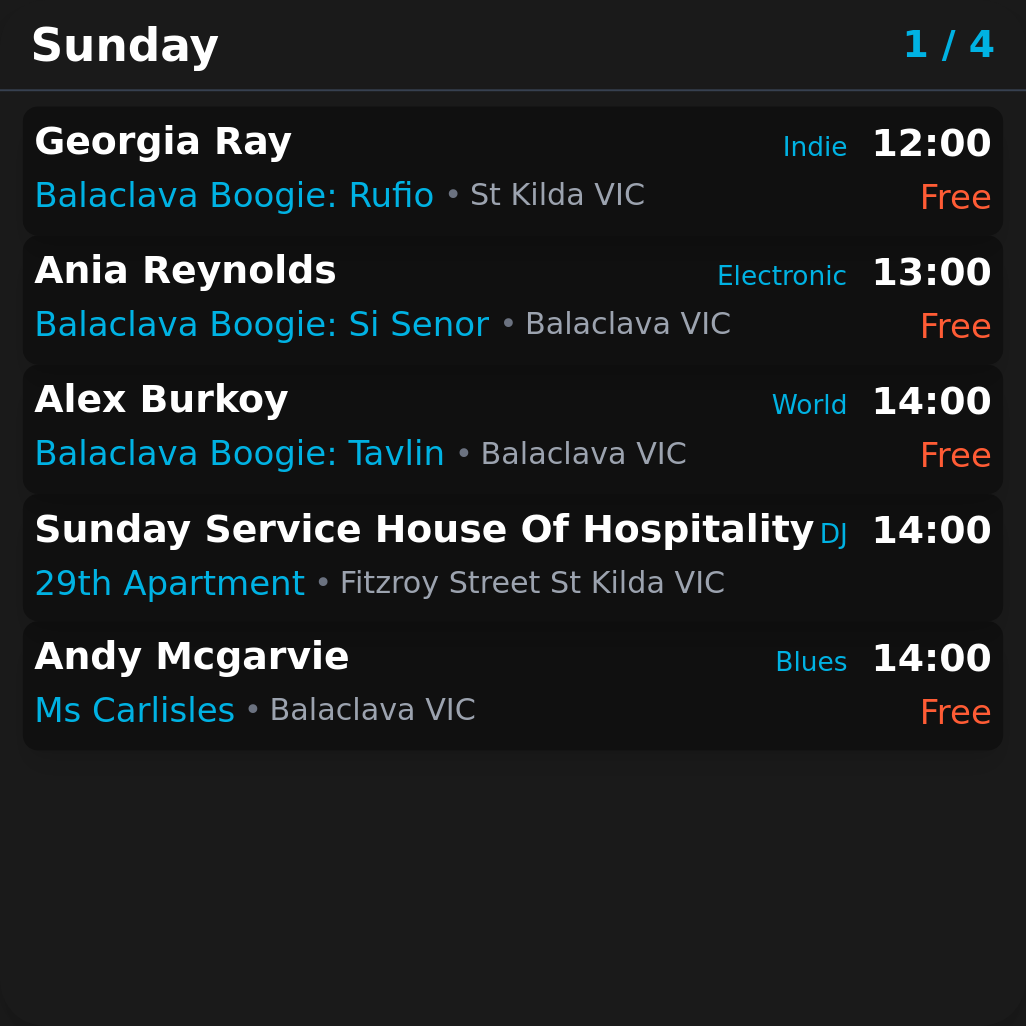 Sunday 1 / 4
Georgia Ray Indie 12:00
Balaclava Boogie: Rufio • St Kilda VIC Free
Ania Reynolds Electronic 13:00
Balaclava Boogie: Si Senor • Balaclava VIC Free
Alex Burkoy World 14:00
Balaclava Boogie: Tavlin • Balaclava VIC Free
Sunday Service House Of Hospitality DJ 14:00
29th Apartment • Fitzroy Street St Kilda VIC
Andy Mcgarvie Blues 14:00
Ms Carlisles • Balaclava VIC Free